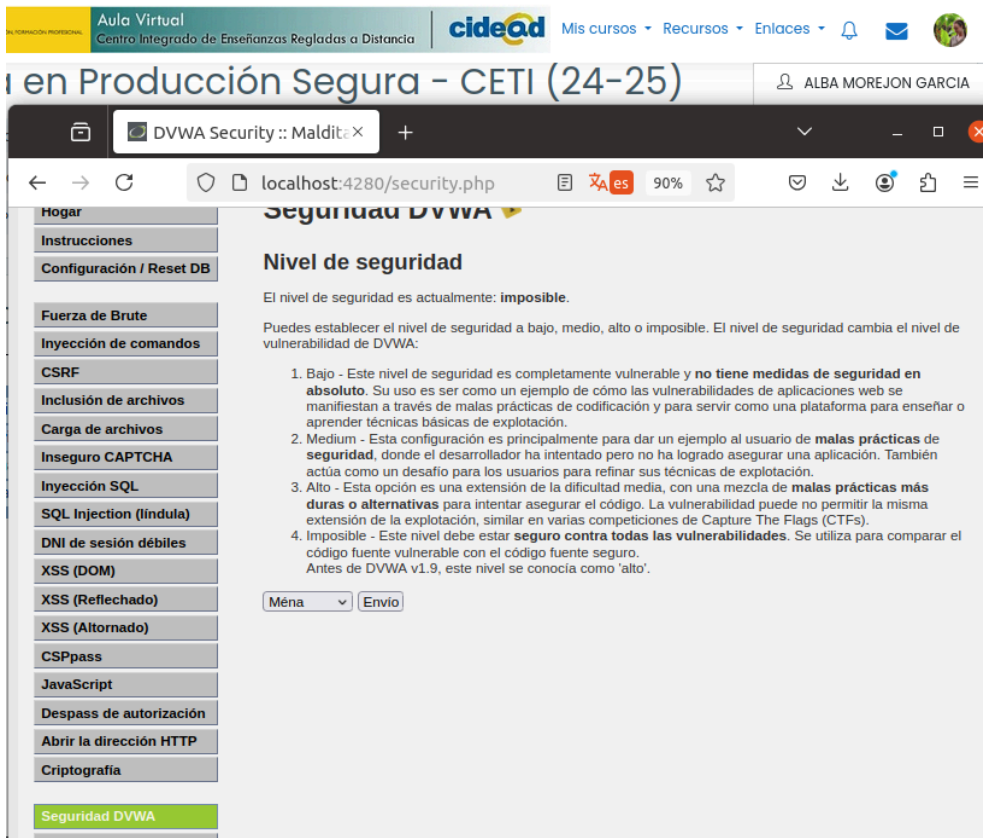 Aula Virtual
Centro Integrado de Enseñanzas Regladas a Distancia
cidead
Mis cursos
Recursos
Enlaces
en Producción Segura - CETI (24-25)
ALBA MOREJON GARCIA
DVWA Security :: Maldita
localhost:4280/security.php
es
90%
Hogar
Instrucciones
Configuración / Reset DB
Fuerza de Brute
Inyección de comandos
CSRF
Inclusión de archivos
Carga de archivos
Inseguro CAPTCHA
Inyección SQL
SQL Injection (líndula)
DNI de sesión débiles
XSS (DOM)
XSS (Reflechado)
XSS (Altornado)
CSPpass
JavaScript
Despass de autorización
Abrir la dirección HTTP
Criptografía
Seguridad DVWA
Seguridad DVWA
Nivel de seguridad
El nivel de seguridad es actualmente: imposible.
Puedes establecer el nivel de seguridad a bajo, medio, alto o imposible. El nivel de seguridad cambia el nivel de
vulnerabilidad de DVWA:
1. Bajo - Este nivel de seguridad es completamente vulnerable y no tiene medidas de seguridad en
absoluto. Su uso es ser como un ejemplo de cómo las vulnerabilidades de aplicaciones web se
manifiestan a través de malas prácticas de codificación y para servir como una plataforma para enseñar o
aprender técnicas básicas de explotación.
2. Medium - Esta configuración es principalmente para dar un ejemplo al usuario de malas prácticas de
seguridad, donde el desarrollador ha intentado pero no ha logrado asegurar una aplicación. También
actúa como un desafío para los usuarios para refinar sus técnicas de explotación.
3. Alto - Esta opción es una extensión de la dificultad media, con una mezcla de malas prácticas más
duras o alternativas para intentar asegurar el código. La vulnerabilidad puede no permitir la misma
extensión de la explotación, similar en varias competiciones de Capture The Flags (CTFs).
4. Imposible - Este nivel debe estar seguro contra todas las vulnerabilidades. Se utiliza para comparar el
código fuente vulnerable con el código fuente seguro.
Antes de DVWA v1.9, este nivel se conocía como 'alto'.
Ména
Envío